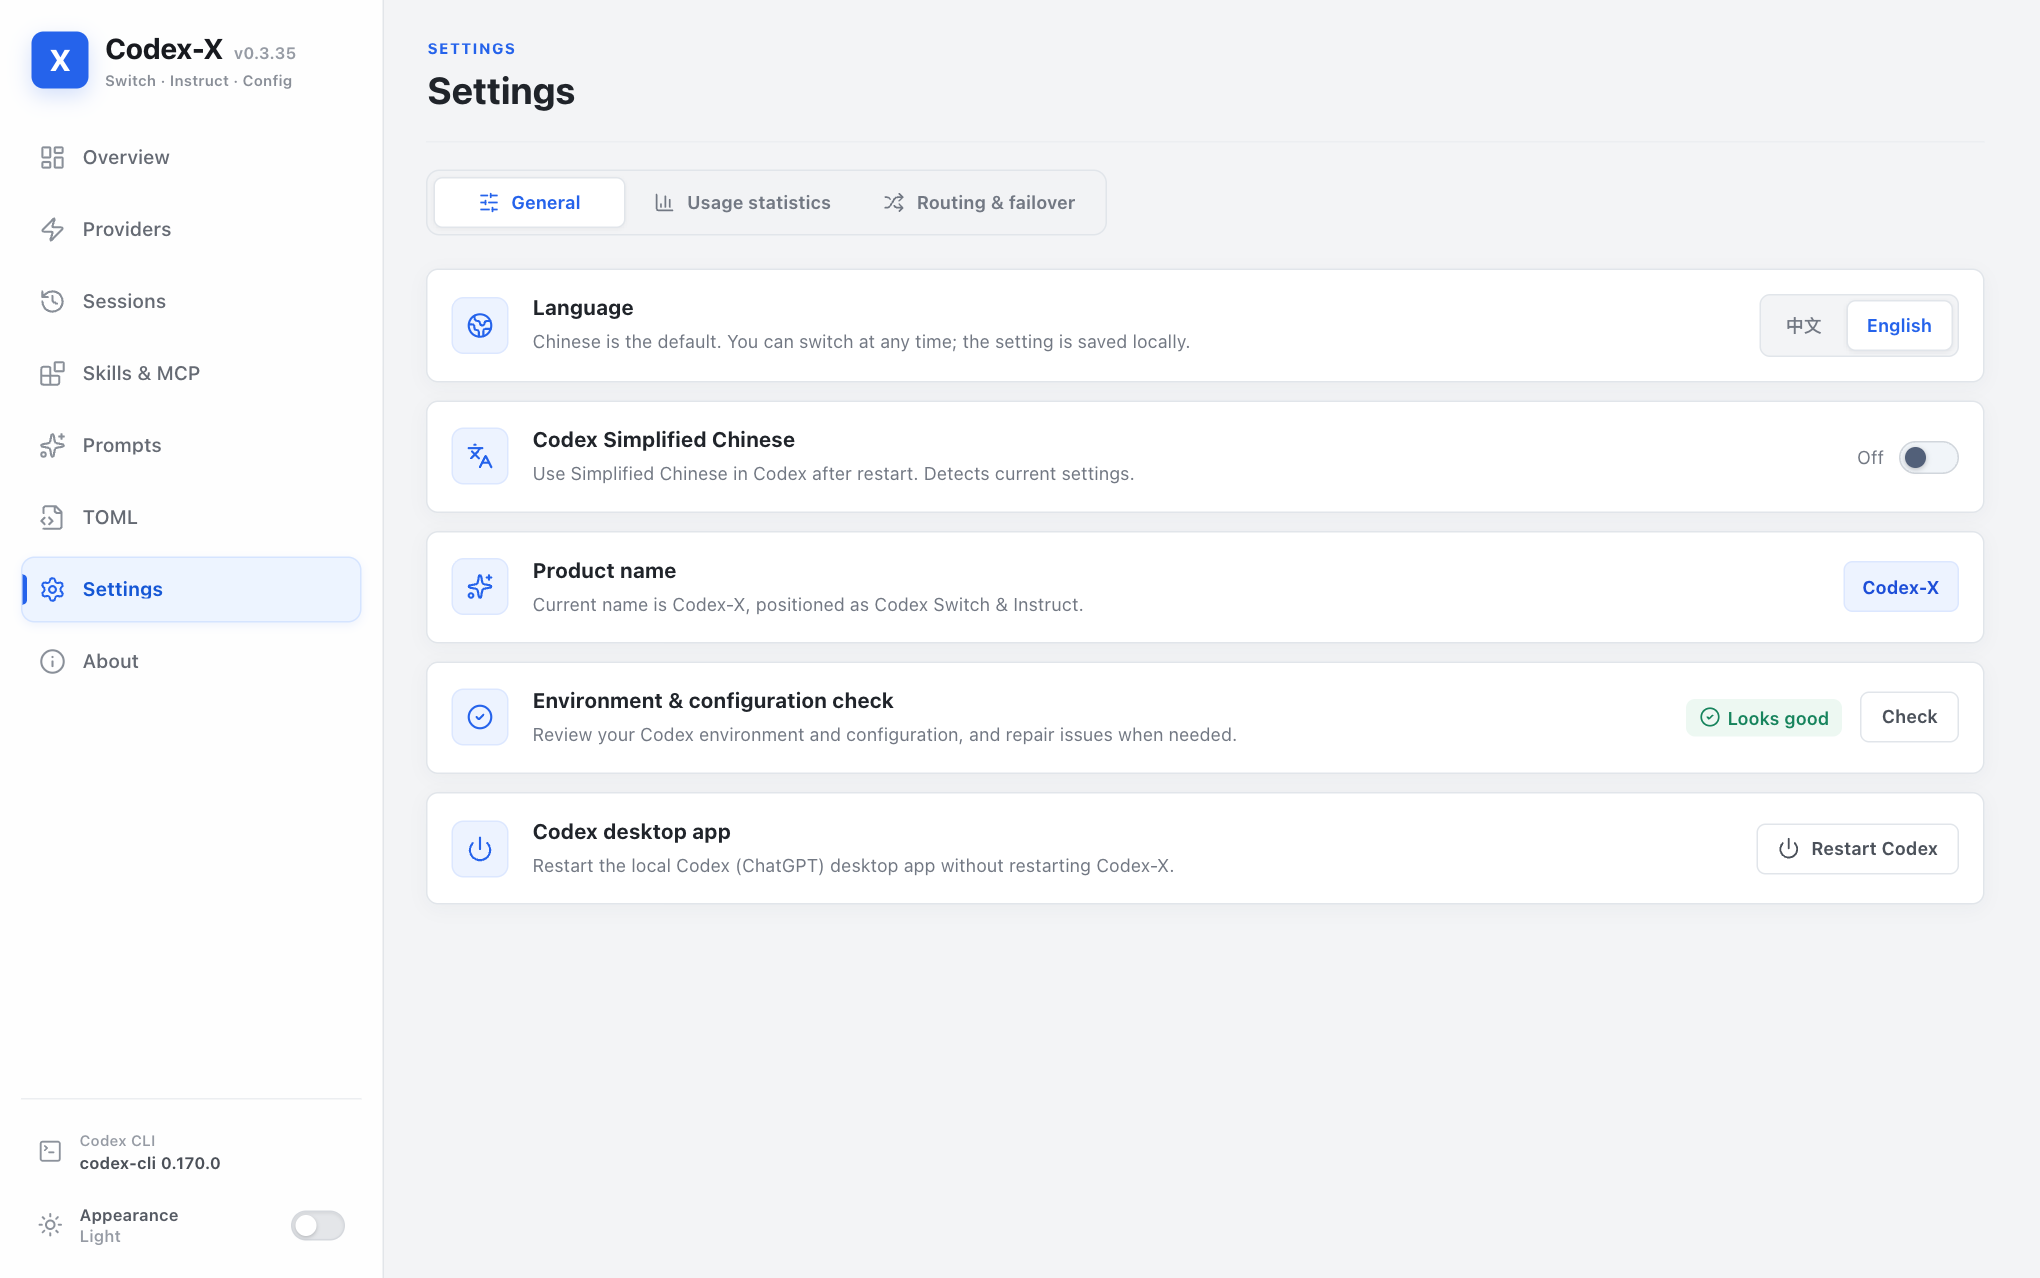 X
Codex-X v0.3.35
Switch · Instruct · Config
Overview
Providers
Sessions
Skills & MCP
Prompts
TOML
Settings
About
Codex CLI
codex-cli 0.170.0
Appearance
Light
SETTINGS
Settings
General
Usage statistics
Routing & failover
Language
Chinese is the default. You can switch at any time; the setting is saved locally.
中文
English
Codex Simplified Chinese
Use Simplified Chinese in Codex after restart. Detects current settings.
Off
Product name
Current name is Codex-X, positioned as Codex Switch & Instruct.
Codex-X
Environment & configuration check
Review your Codex environment and configuration, and repair issues when needed.
Looks good
Check
Codex desktop app
Restart the local Codex (ChatGPT) desktop app without restarting Codex-X.
Restart Codex